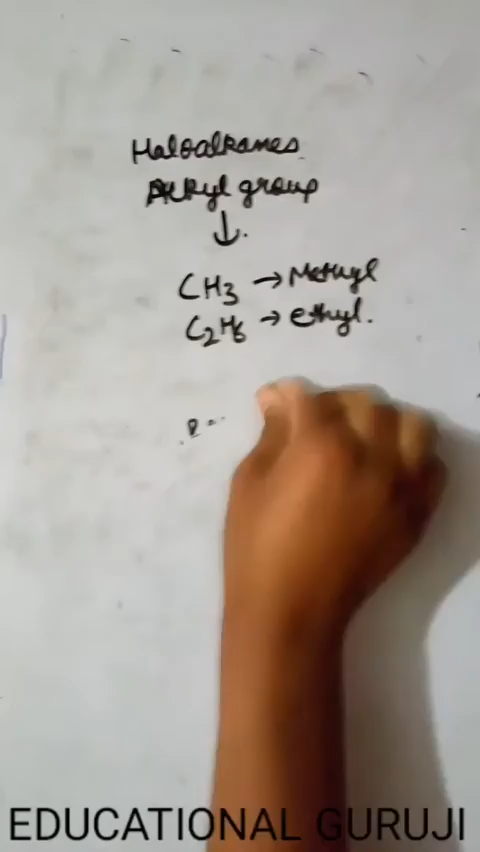 Haloalkanes
Alkyl group
↓.
CH3 → Methyl
C2H5 → ethyl.
EDUCATIONAL GURUJI